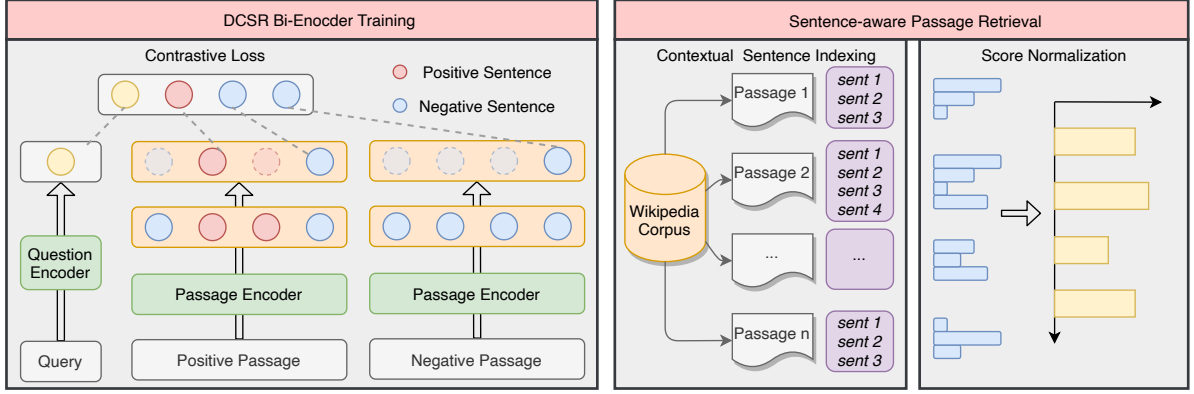 DCSR Bi-Enocder Training
Contrastive Loss
Positive Sentence
Negative Sentence
Question
Encoder
Passage Encoder
Passage Encoder
Query
Positive Passage
Negative Passage
Sentence-aware Passage Retrieval
Contextual Sentence Indexing
Wikipedia
Corpus
Passage 1
sent 1
sent 2
sent 3
Passage 2
sent 1
sent 2
sent 3
sent 4
...
...
Passage n
sent 1
sent 2
sent 3
Score Normalization